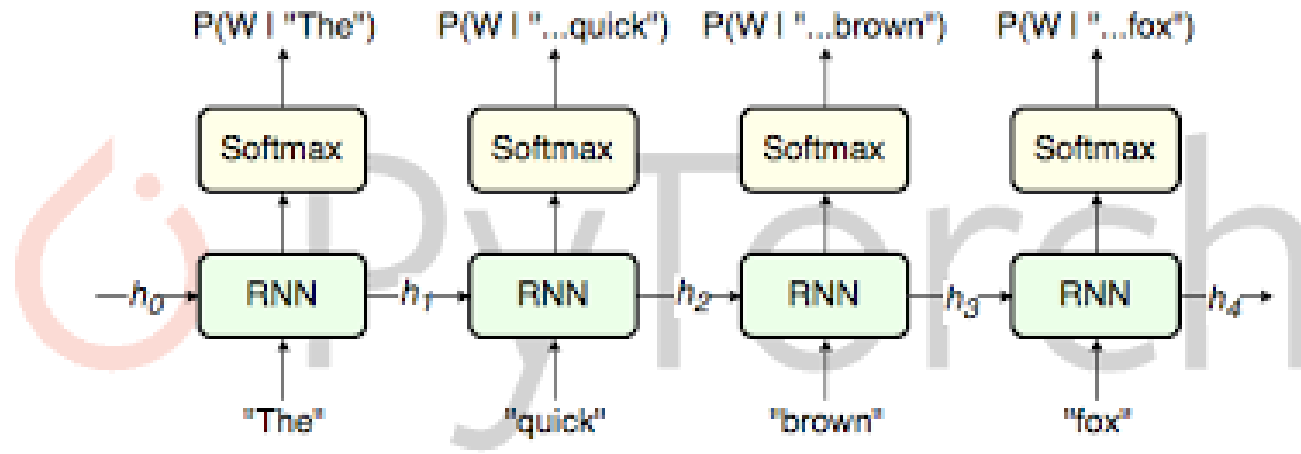 P(W | "The") P(W | "...quick") P(W | "...brown") P(W | "...fox")
Softmax Softmax Softmax Softmax
PyTorch
h0 RNN h1 RNN h2 RNN h3 RNN h4
"The" "quick" "brown" "fox"